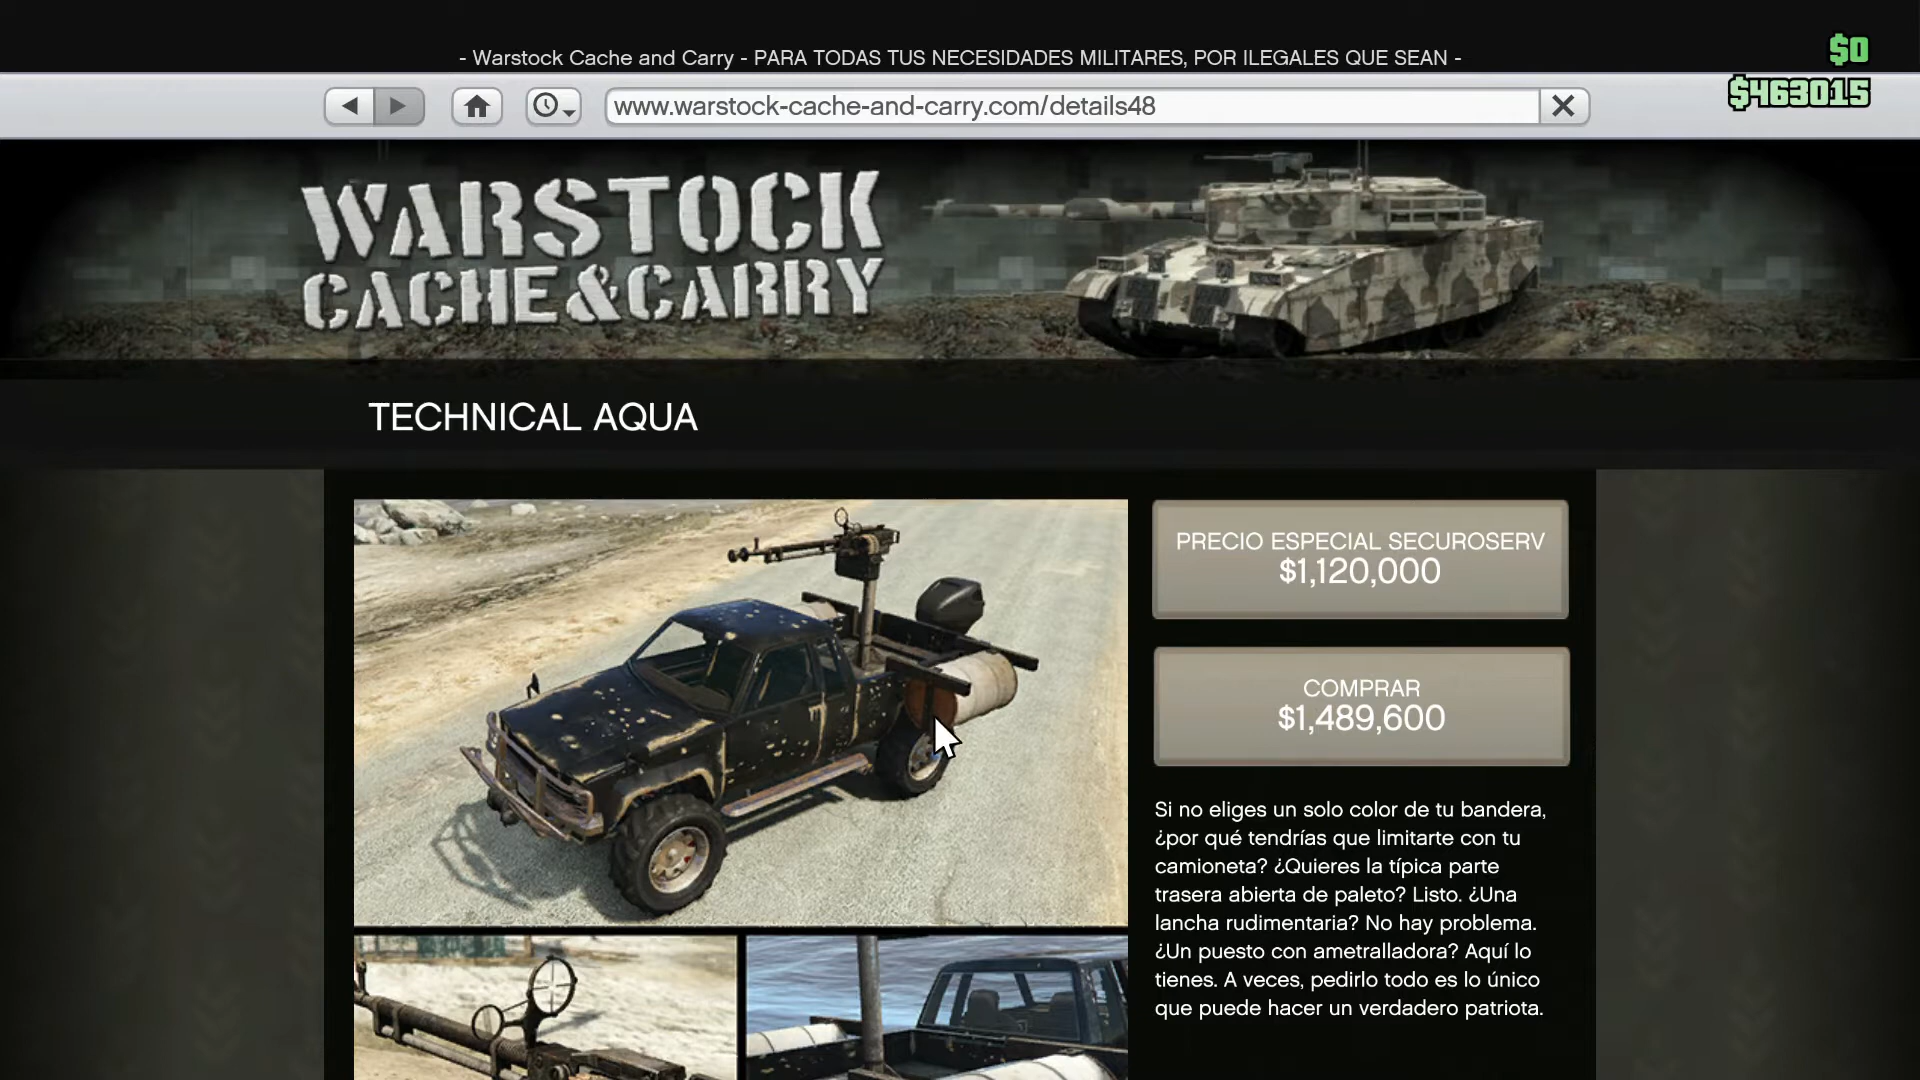 - Warstock Cache and Carry - PARA TODAS TUS NECESIDADES MILITARES, POR ILEGALES QUE SEAN -
$0
$463015
www.warstock-cache-and-carry.com/details48
WARSTOCK
CACHE & CARRY
TECHNICAL AQUA
PRECIO ESPECIAL SECUROSERV
$1,120,000
COMPRAR
$1,489,600
Si no eliges un solo color de tu bandera,
¿por qué tendrías que limitarte con tu
camioneta? ¿Quieres la típica parte
trasera abierta de paleto? Listo. ¿Una
lancha rudimentaria? No hay problema.
¿Un puesto con ametralladora? Aquí lo
tienes. A veces, pedirlo todo es lo único
que puede hacer un verdadero patriota.